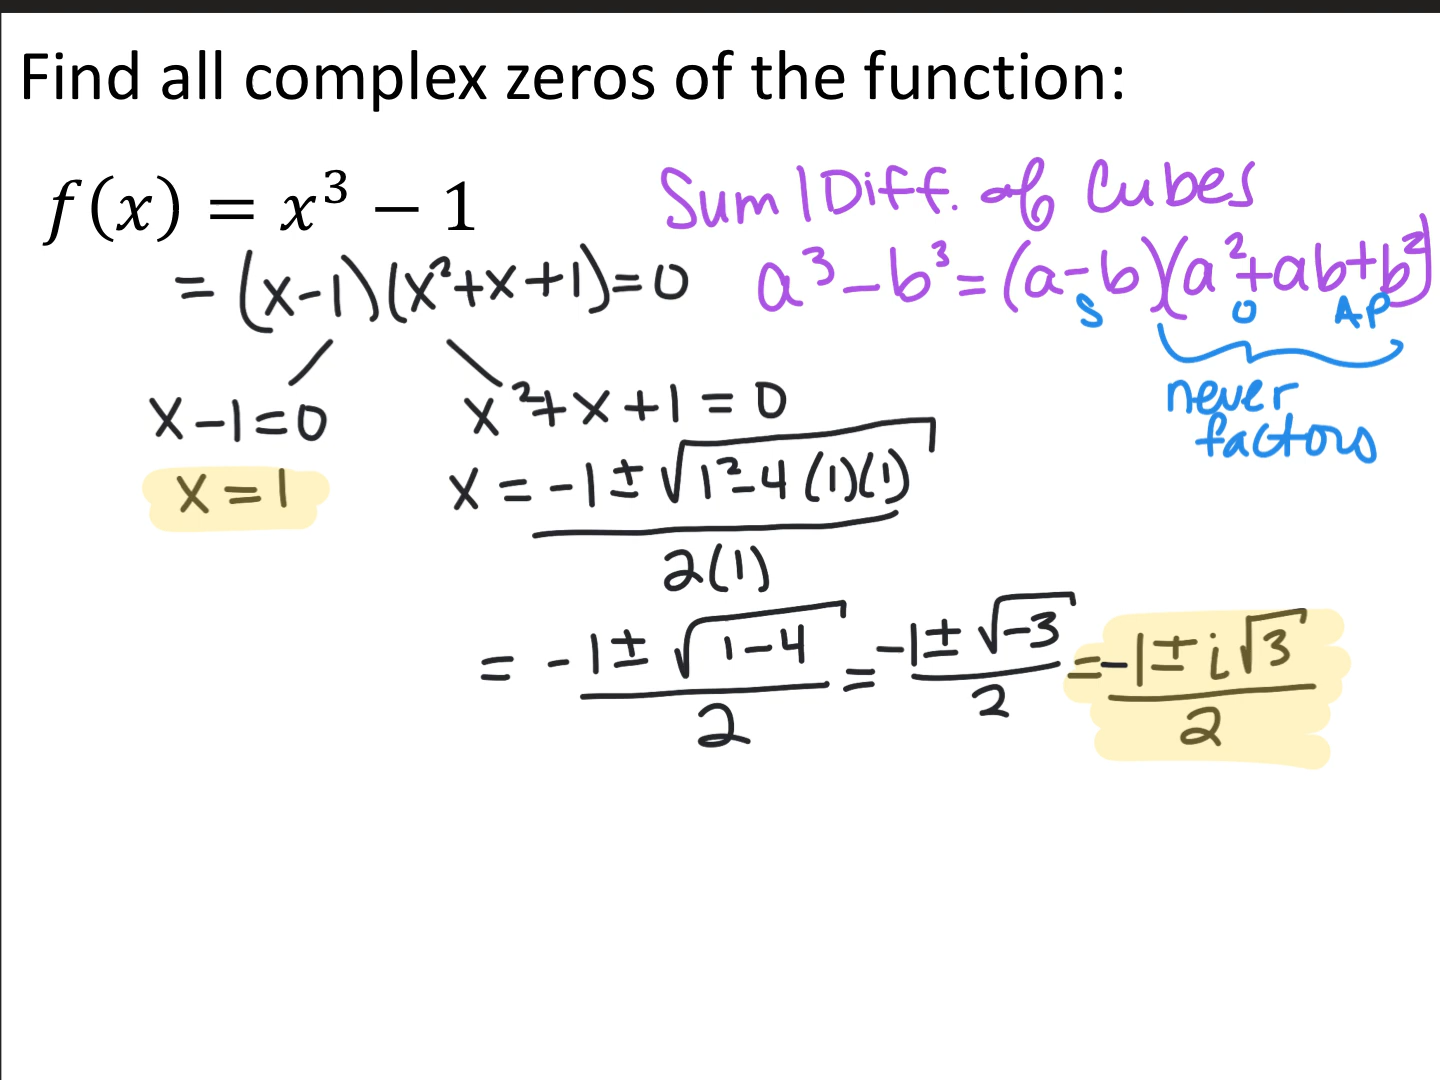 Find all complex zeros of the function:
f(x) = x³ − 1
Sum/Diff. of Cubes
= (x-1)(x²+x+1)=0
a³-b³=(a-b)(a²+ab+b²)
S O AP
never
factors
x-1=0
x²+x+1=0
x=1
x = -1±√(1²-4(1)(1))
2(1)
= -1±√(1-4) = -1±√-3 = -1±i√3
2 2 2